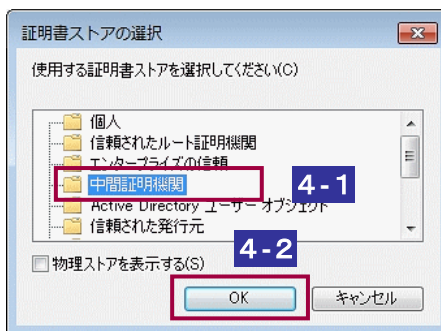 証明書ストアの選択
使用する証明書ストアを選択してください(C)
個人
信頼されたルート証明機関
エンタープライズの信頼
中間証明機関
4-1
Active Directory ユーザー オブジェクト
信頼された発行元
4-2
物理ストアを表示する(S)
OK キャンセル